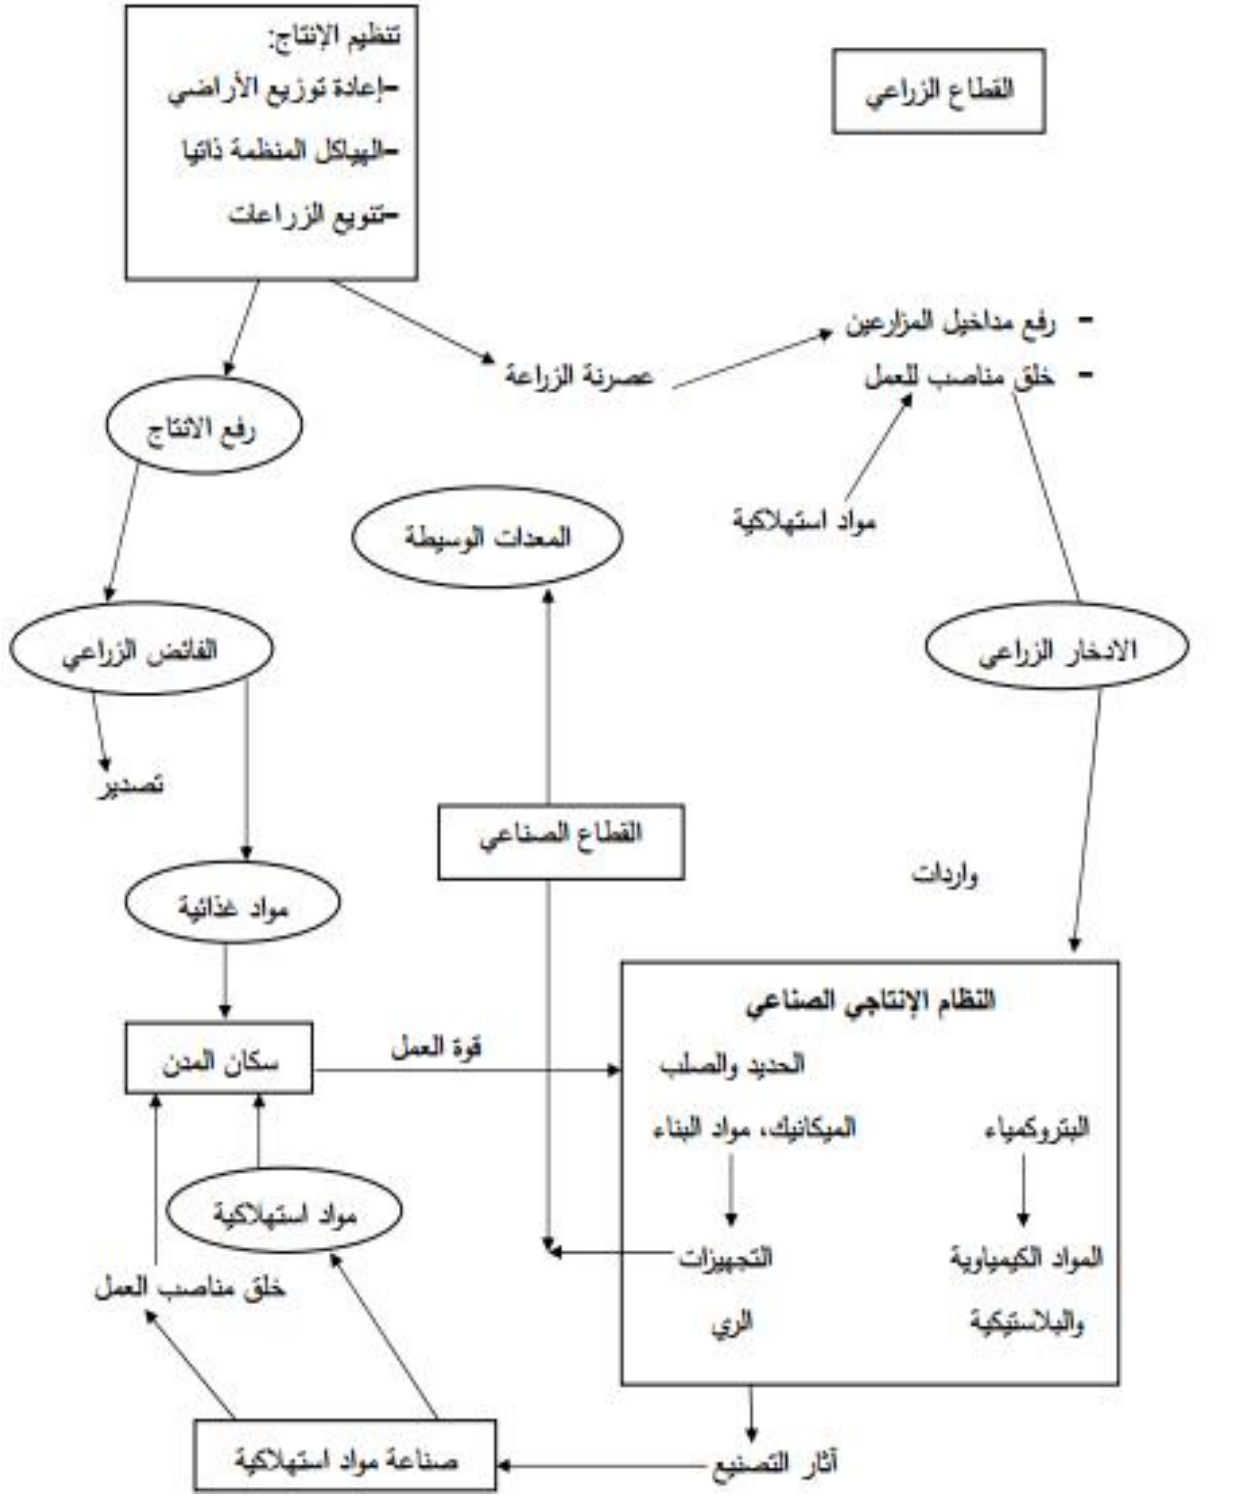 تنظيم الإنتاج:
-إعادة توزيع الأراضي
-الهياكل المنظمة ذاتيا
-تنويع الزراعات
القطاع الزراعي
- رفع مداخيل المزارعين
- خلق مناصب للعمل
عصرنة الزراعة
رفع الانتاج
مواد استهلاكية
المعدات الوسيطة
الفائض الزراعي
الادخار الزراعي
تصدير
القطاع الصناعي
واردات
مواد غذائية
النظام الإنتاجي الصناعي
الحديد والصلب
الميكانيك، مواد البناء
البتروكمياء
التجهيزات
الري
المواد الكيمياوية
والبلاستيكية
قوة العمل
سكان المدن
مواد استهلاكية
خلق مناصب العمل
صناعة مواد استهلاكية
أثار التصنيع